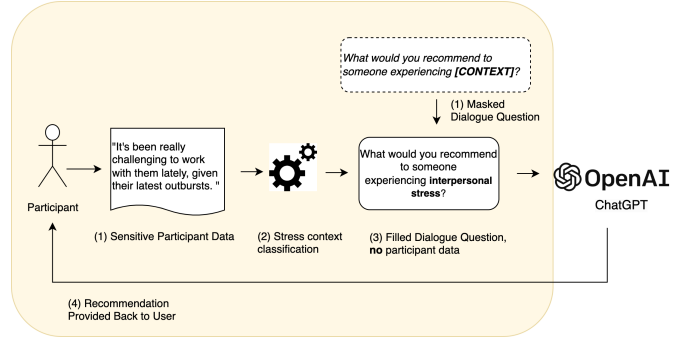 What would you recommend to
someone experiencing [CONTEXT]?
(1) Masked
Dialogue Question
"It's been really
challenging to work
with them lately, given
their latest outbursts. "
What would you recommend
to someone
experiencing interpersonal
stress?
OpenAI
ChatGPT
Participant
(1) Sensitive Participant Data
(2) Stress context
classification
(3) Filled Dialogue Question,
no participant data
(4) Recommendation
Provided Back to User